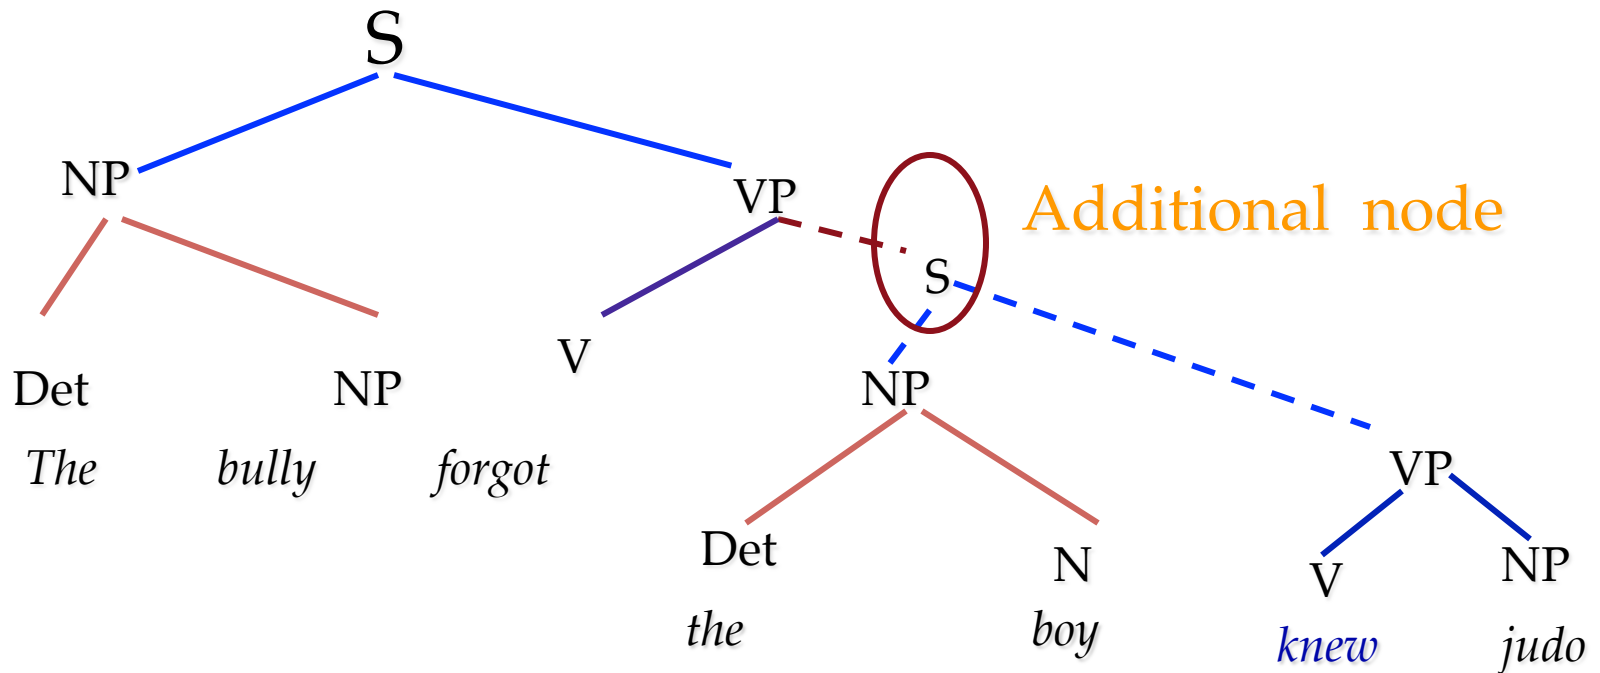 S
NP
VP
Additional node
S
Det
NP
V
NP
The bully forgot
VP
Det
N
V
NP
the
boy
knew
judo